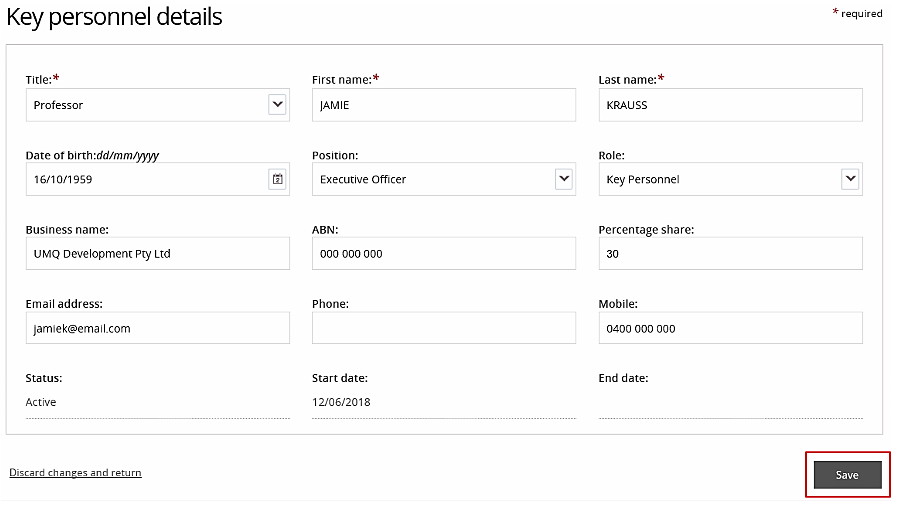 Key personnel details
* required
Title:* First name:* Last name:*
Professor JAMIE KRAUSS
Date of birth:dd/mm/yyyy Position: Role:
16/10/1959 Executive Officer Key Personnel
Business name: ABN: Percentage share:
UMQ Development Pty Ltd 000 000 000 30
Email address: Phone: Mobile:
jamiek@email.com 0400 000 000
Status: Start date: End date:
Active 12/06/2018
Discard changes and return Save